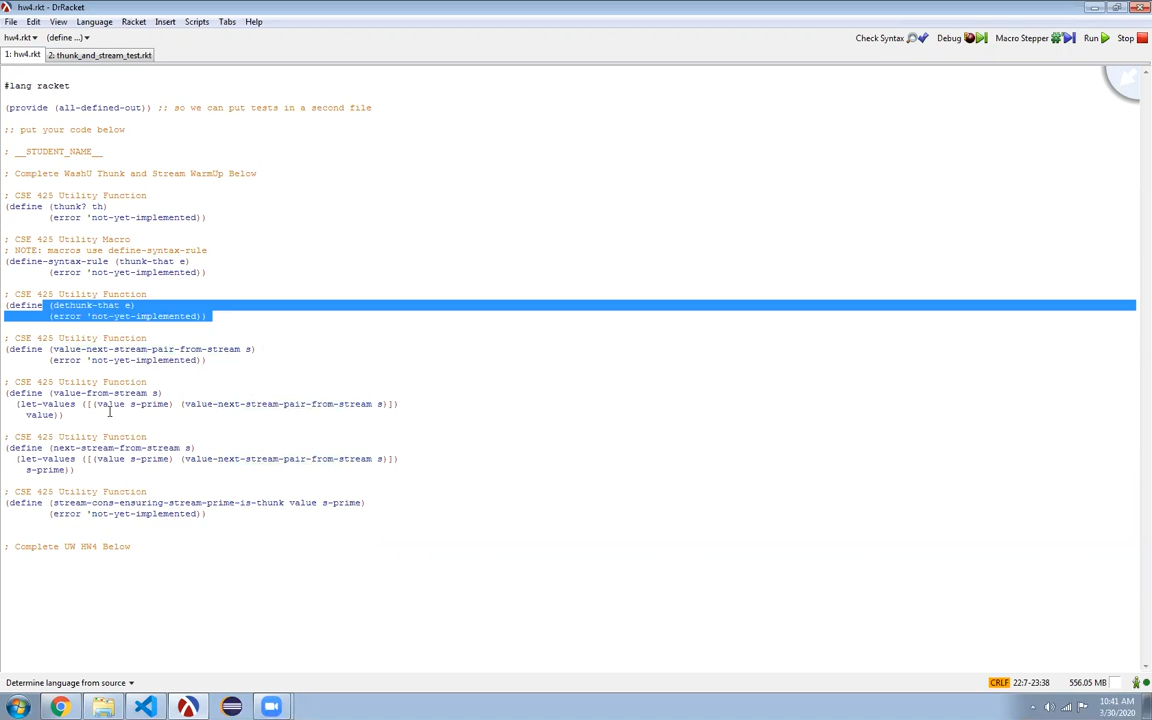 hw4.rkt - DrRacket
File Edit View Language Racket Insert Scripts Tabs Help
hw4.rkt▾ (define ...)▾ Check Syntax Debug Macro Stepper Run Stop
1: hw4.rkt 2: thunk_and_stream_test.rkt
#lang racket
(provide (all-defined-out)) ;; so we can put tests in a second file
;; put your code below
; __STUDENT_NAME__
; Complete WashU Thunk and Stream WarmUp Below
; CSE 425 Utility Function
(define (thunk? th)
(error 'not-yet-implemented))
; CSE 425 Utility Macro
; NOTE: macros use define-syntax-rule
(define-syntax-rule (thunk-that e)
(error 'not-yet-implemented))
; CSE 425 Utility Function
(define (dethunk-that e)
(error 'not-yet-implemented))
; CSE 425 Utility Function
(define (value-next-stream-pair-from-stream s)
(error 'not-yet-implemented))
; CSE 425 Utility Function
(define (value-from-stream s)
(let-values ([(value s-prime) (value-next-stream-pair-from-stream s)])
value))
; CSE 425 Utility Function
(define (next-stream-from-stream s)
(let-values ([(value s-prime) (value-next-stream-pair-from-stream s)])
s-prime))
; CSE 425 Utility Function
(define (stream-cons-ensuring-stream-prime-is-thunk value s-prime)
(error 'not-yet-implemented))
; Complete UW HW4 Below
Determine language from source ▾ CRLF 22:7-23:38 556.05 MB
10:41 AM
3/30/2020